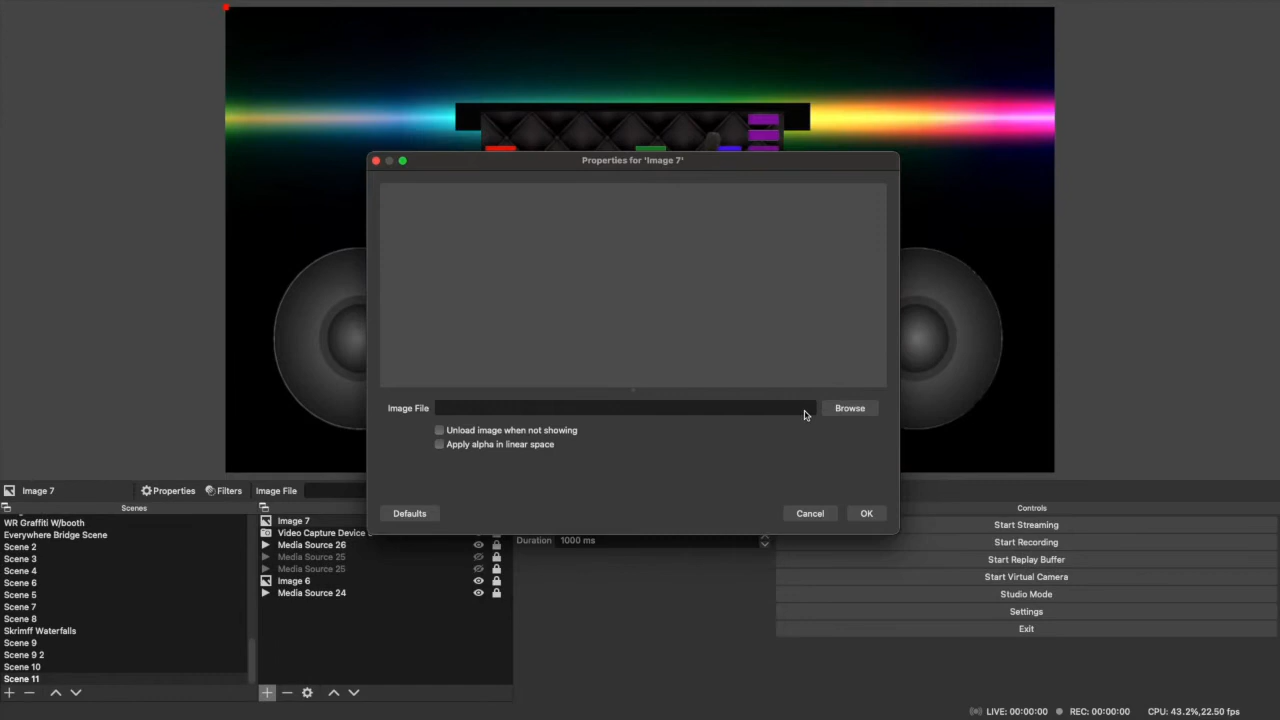 Properties for 'Image 7'
Image File
Browse
Unload image when not showing
Apply alpha in linear space
Defaults
Cancel
OK
Image 7
Properties
Filters
Image File
Scenes
WR Graffiti W/booth
Everywhere Bridge Scene
Scene 2
Scene 3
Scene 4
Scene 6
Scene 5
Scene 7
Scene 8
Skrimff Waterfalls
Scene 9
Scene 9 2
Scene 10
Scene 11
Image 7
Video Capture Device
Media Source 26
Media Source 25
Media Source 25
Image 6
Media Source 24
Duration
1000 ms
Controls
Start Streaming
Start Recording
Start Replay Buffer
Start Virtual Camera
Studio Mode
Settings
Exit
LIVE: 00:00:00
REC: 00:00:00
CPU: 43.2%,22.50 fps